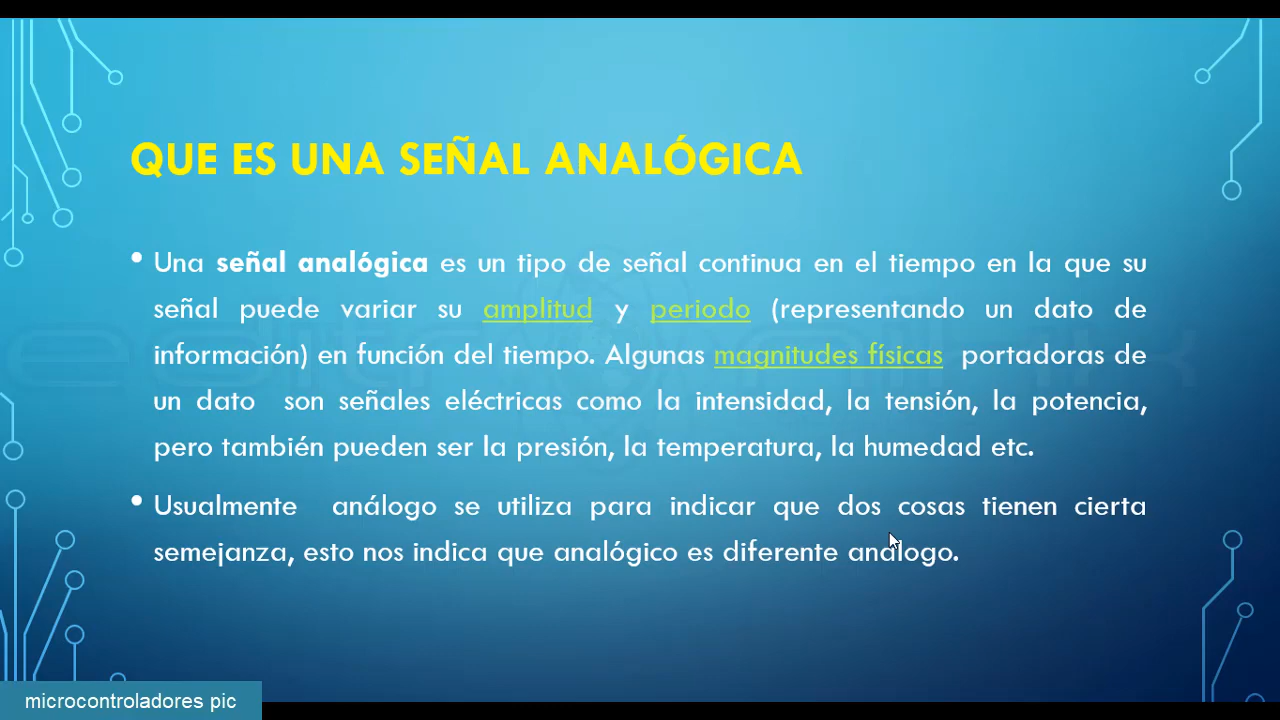 QUE ES UNA SEÑAL ANALÓGICA
• Una señal analógica es un tipo de señal continua en el tiempo en la que su
señal puede variar su amplitud y periodo (representando un dato de
información) en función del tiempo. Algunas magnitudes físicas portadoras de
un dato son señales eléctricas como la intensidad, la tensión, la potencia,
pero también pueden ser la presión, la temperatura, la humedad etc.
• Usualmente análogo se utiliza para indicar que dos cosas tienen cierta
semejanza, esto nos indica que analógico es diferente análogo.
microcontroladores pic